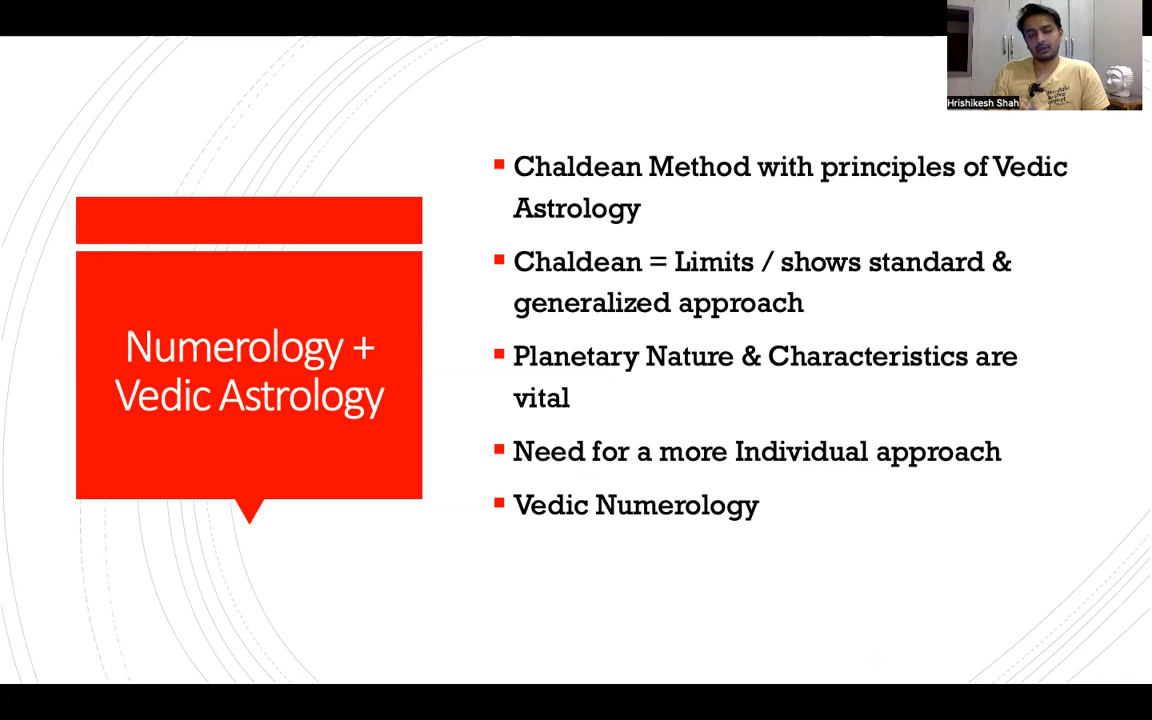 Hrishikesh Shah
Numerology +
Vedic Astrology
Chaldean Method with principles of Vedic
Astrology
Chaldean = Limits / shows standard &
generalized approach
Planetary Nature & Characteristics are
vital
Need for a more Individual approach
Vedic Numerology